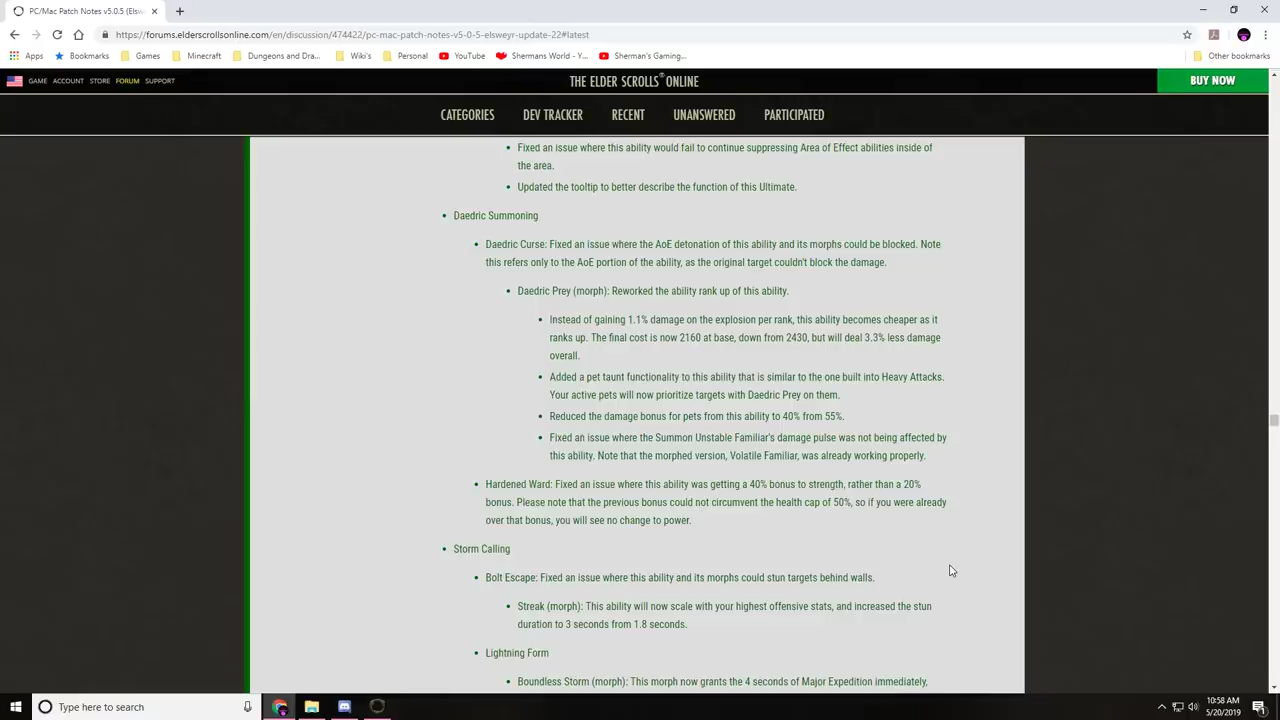 PC/Mac Patch Notes v5.0.5 (Elsw
https://forums.elderscrollsonline.com/en/discussion/474422/pc-mac-patch-notes-v5-0-5-elsweyr-update-22#latest
Apps Bookmarks Games Minecraft Dungeons and Dra... Wiki's Personal YouTube Shermans World - Y... Sherman's Gaming... Other bookmarks
GAME ACCOUNT STORE FORUM SUPPORT THE ELDER SCROLLS® ONLINE BUY NOW
CATEGORIES DEV TRACKER RECENT UNANSWERED PARTICIPATED
• Fixed an issue where this ability would fail to continue suppressing Area of Effect abilities inside of
the area.
• Updated the tooltip to better describe the function of this Ultimate.
• Daedric Summoning
• Daedric Curse: Fixed an issue where the AoE detonation of this ability and its morphs could be blocked. Note
this refers only to the AoE portion of the ability, as the original target couldn't block the damage.
• Daedric Prey (morph): Reworked the ability rank up of this ability.
• Instead of gaining 1.1% damage on the explosion per rank, this ability becomes cheaper as it
ranks up. The final cost is now 2160 at base, down from 2430, but will deal 3.3% less damage
overall.
• Added a pet taunt functionality to this ability that is similar to the one built into Heavy Attacks.
Your active pets will now prioritize targets with Daedric Prey on them.
• Reduced the damage bonus for pets from this ability to 40% from 55%.
• Fixed an issue where the Summon Unstable Familiar's damage pulse was not being affected by
this ability. Note that the morphed version, Volatile Familiar, was already working properly.
• Hardened Ward: Fixed an issue where this ability was getting a 40% bonus to strength, rather than a 20%
bonus. Please note that the previous bonus could not circumvent the health cap of 50%, so if you were already
over that bonus, you will see no change to power.
• Storm Calling
• Bolt Escape: Fixed an issue where this ability and its morphs could stun targets behind walls.
• Streak (morph): This ability will now scale with your highest offensive stats, and increased the stun
duration to 3 seconds from 1.8 seconds.
• Lightning Form
• Boundless Storm (morph): This morph now grants the 4 seconds of Major Expedition immediately,
Type here to search
10:58 AM
5/20/2019
1